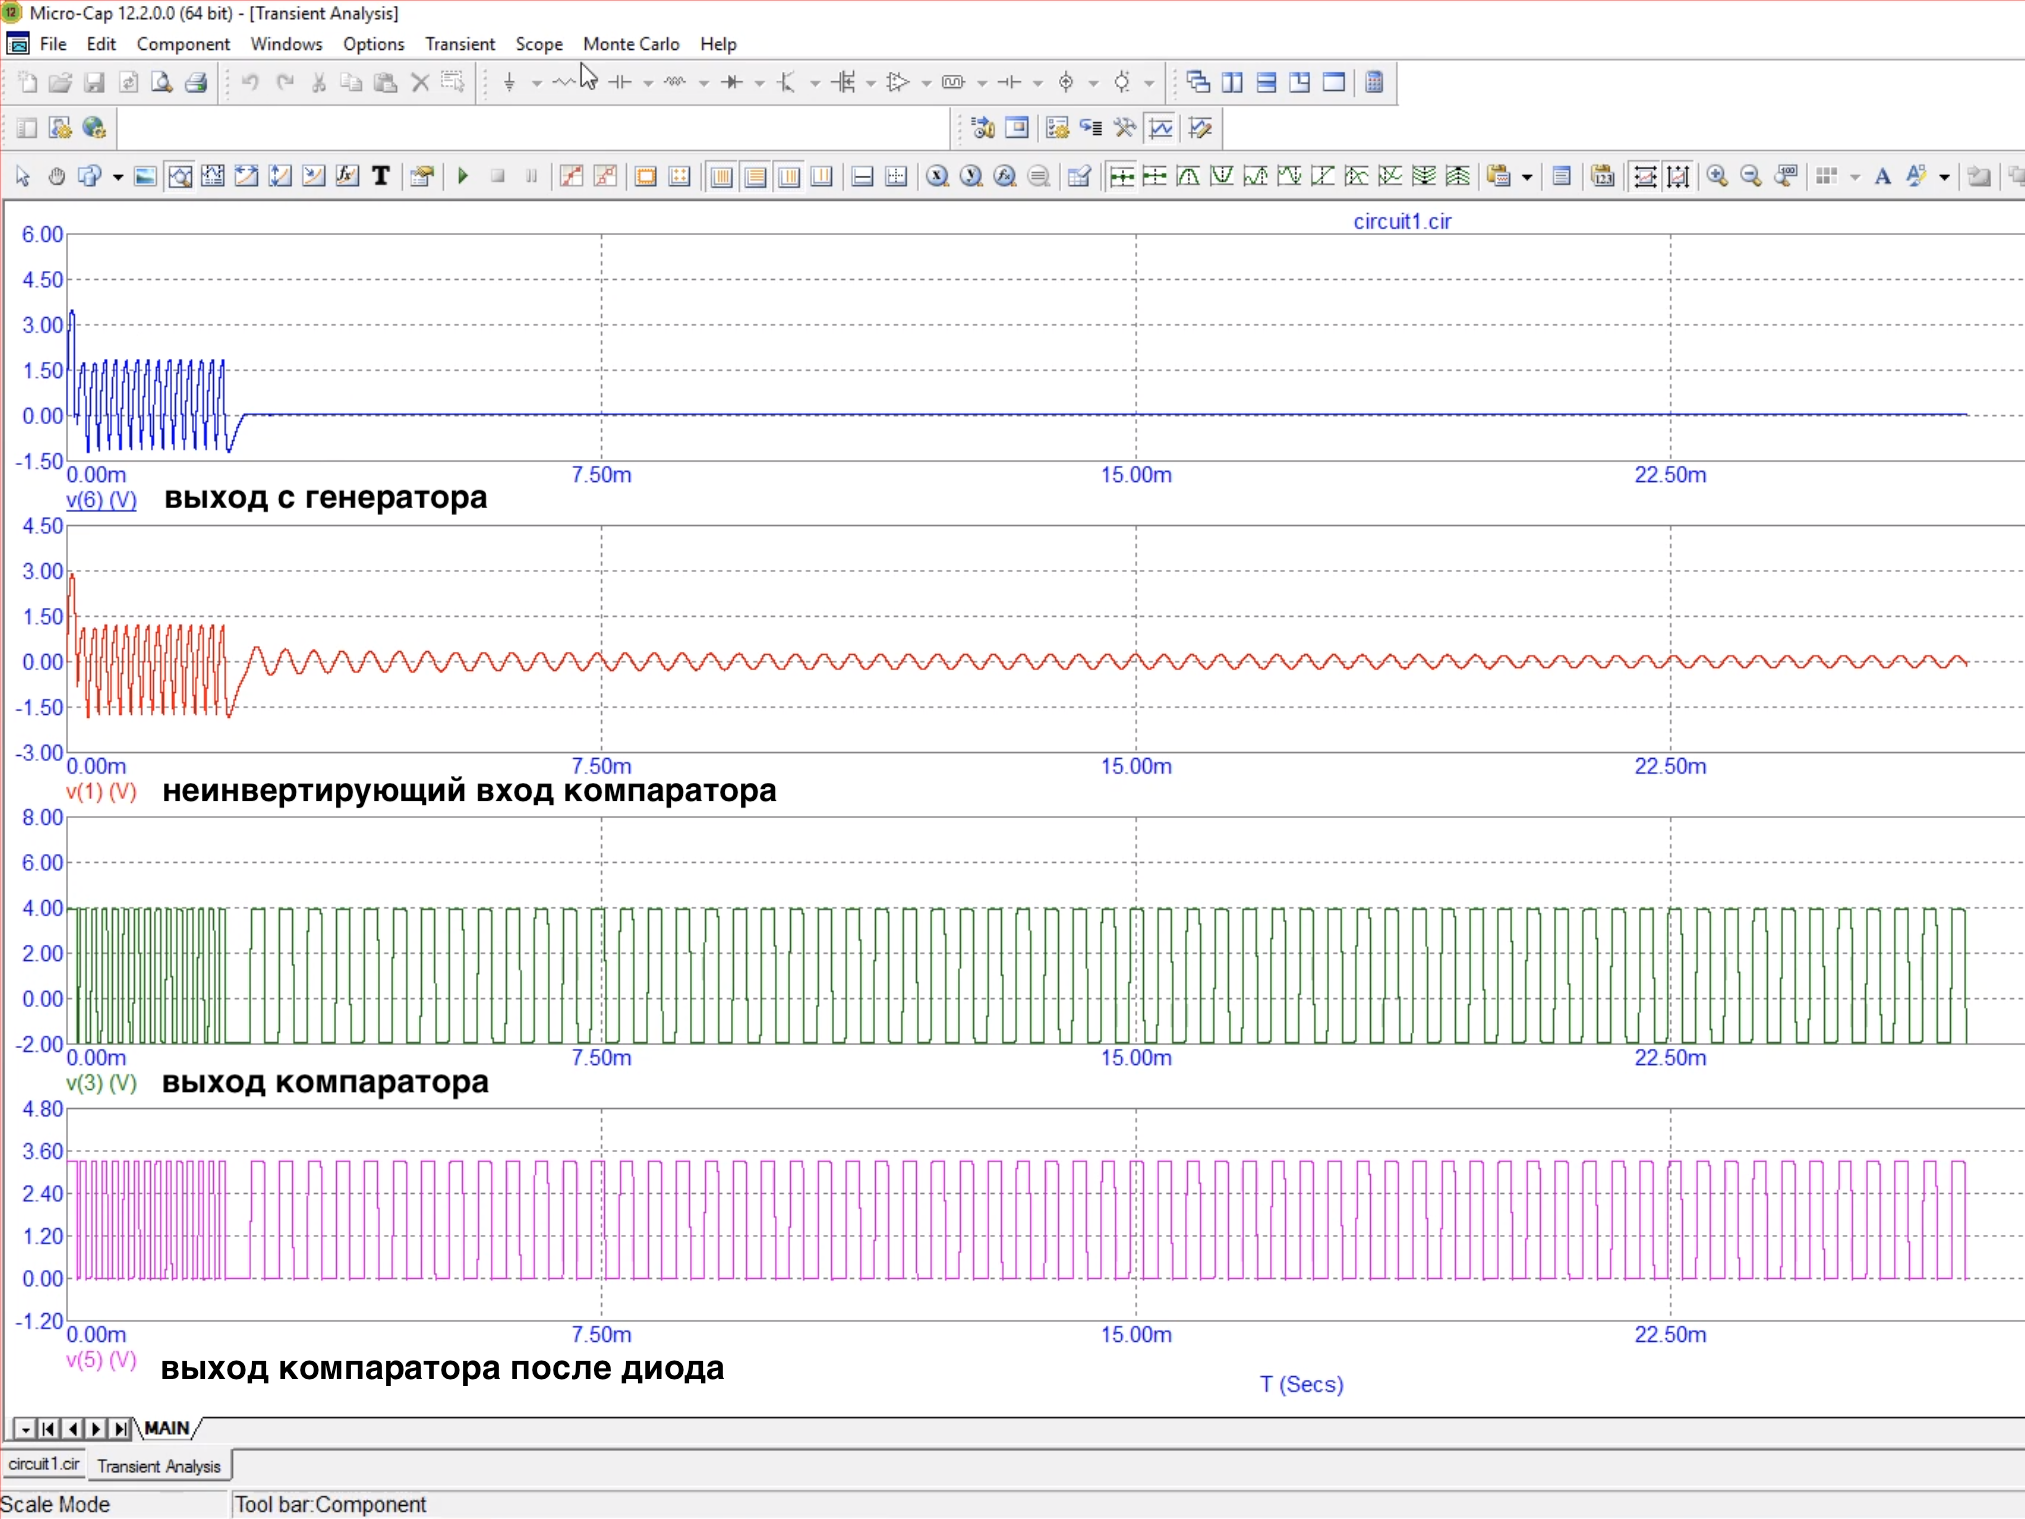 Micro-Cap 12.2.0.0 (64 bit) - [Transient Analysis]
File Edit Component Windows Options Transient Scope Monte Carlo Help
circuit1.cir
6.00
4.50
3.00
1.50
0.00
-1.50
0.00m 7.50m 15.00m 22.50m
v(6) (V) выход с генератора
4.50
3.00
1.50
0.00
-1.50
-3.00
0.00m 7.50m 15.00m 22.50m
v(1) (V) неинвертирующий вход компаратора
8.00
6.00
4.00
2.00
0.00
-2.00
0.00m 7.50m 15.00m 22.50m
v(3) (V) выход компаратора
4.80
3.60
2.40
1.20
0.00
-1.20
0.00m 7.50m 15.00m 22.50m
v(5) (V) выход компаратора после диода
T (Secs)
MAIN
circuit1.cir Transient Analysis
Scale Mode Tool bar:Component